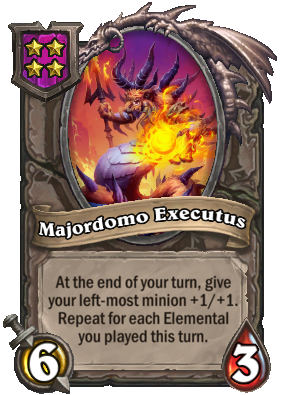 Majordomo Executus
At the end of your turn, give
your left-most minion +1/+1.
Repeat for each Elemental
you played this turn.
6
3